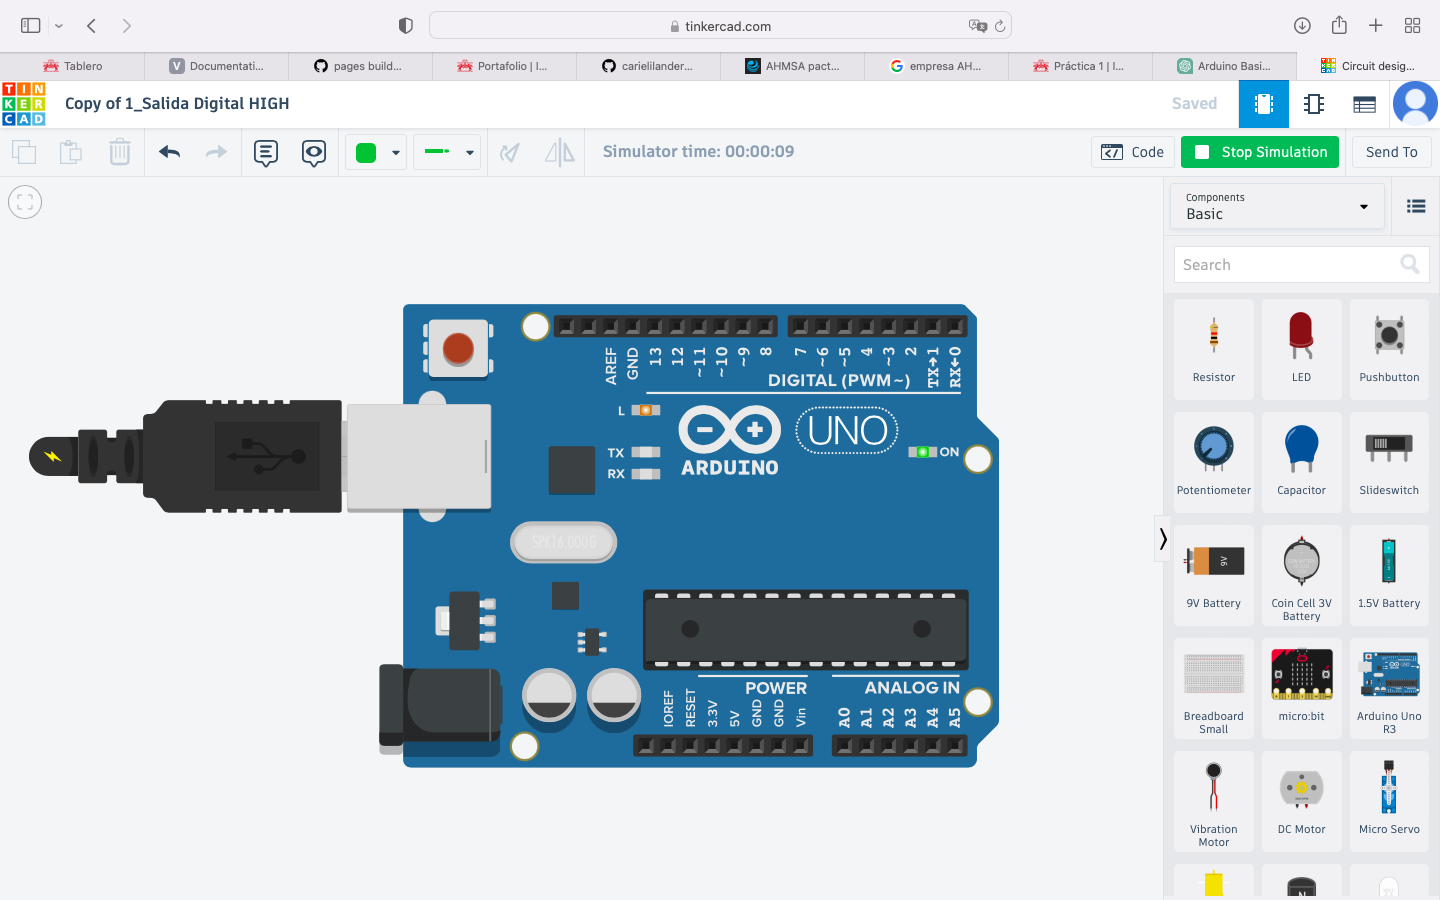 tinkercad.com
Tablero
Documentati...
pages build...
Portafolio | I...
carielilander...
AHMSA pact...
empresa AH...
Práctica 1 | I...
Arduino Basi...
Circuit desig...
TIN
KER
CAD
Copy of 1_Salida Digital HIGH
Saved
Simulator time: 00:00:09
Code
Stop Simulation
Send To
Components
Basic
Search
Resistor
LED
Pushbutton
Potentiometer
Capacitor
Slideswitch
9V
9V Battery
Coin Cell 3V
Battery
1.5V Battery
Breadboard
Small
micro:bit
Arduino Uno
R3
Vibration
Motor
DC Motor
Micro Servo
N
AREF
GND
13
12
~11
~10
~9
8
7
~6
~5
4
~3
2
TX→1
RX←0
DIGITAL (PWM~)
L
TX
RX
ARDUINO
UNO
ON
SPK16.000G
POWER
ANALOG IN
IOREF
RESET
3.3V
5V
GND
GND
Vin
A0
A1
A2
A3
A4
A5